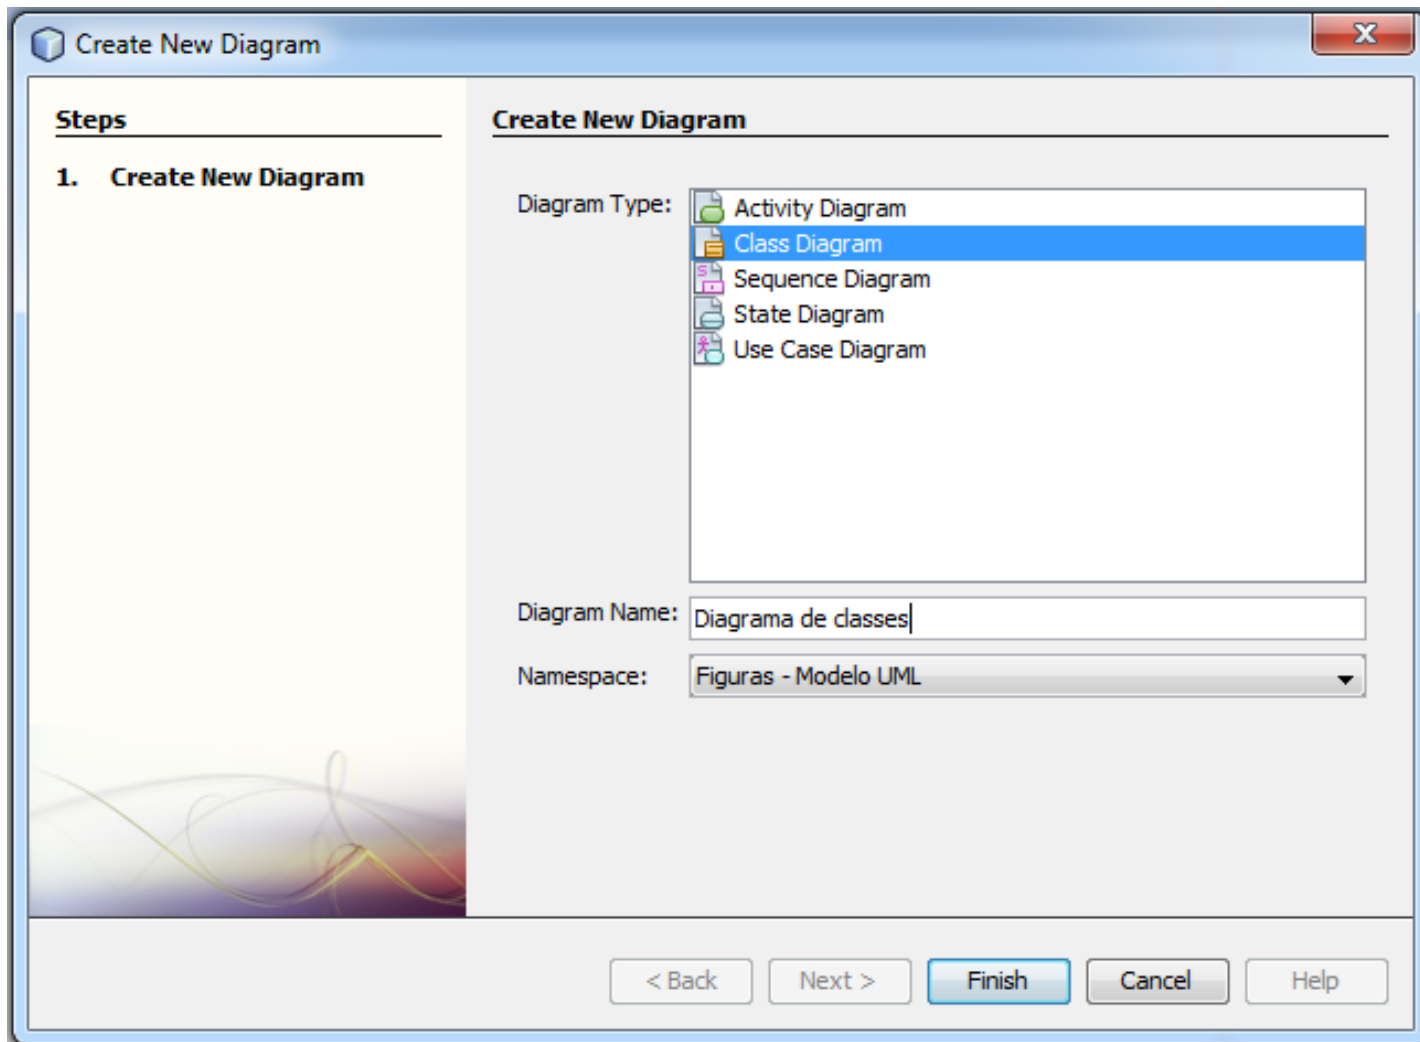 Create New Diagram
Steps
1. Create New Diagram
Create New Diagram
Diagram Type:
Activity Diagram
Class Diagram
Sequence Diagram
State Diagram
Use Case Diagram
Diagram Name: Diagrama de classes
Namespace: Figuras - Modelo UML
< Back Next > Finish Cancel Help